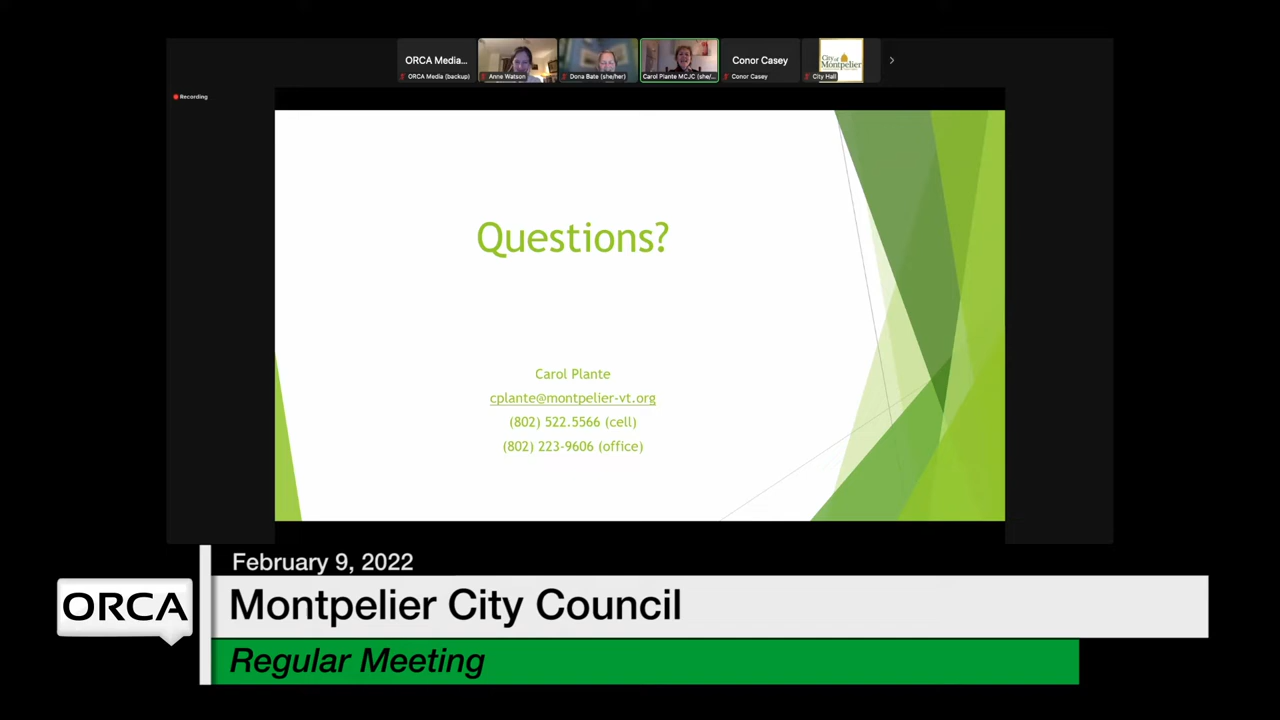 ORCA Media...
ORCA Media (backup)
Anne Watson
Dona Bate (she/her)
Carol Plante MCJC (she/...
Conor Casey
Conor Casey
City of
Montpelier
City Hall
Recording
Questions?
Carol Plante
cplante@montpelier-vt.org
(802) 522.5566 (cell)
(802) 223-9606 (office)
February 9, 2022
ORCA
Montpelier City Council
Regular Meeting